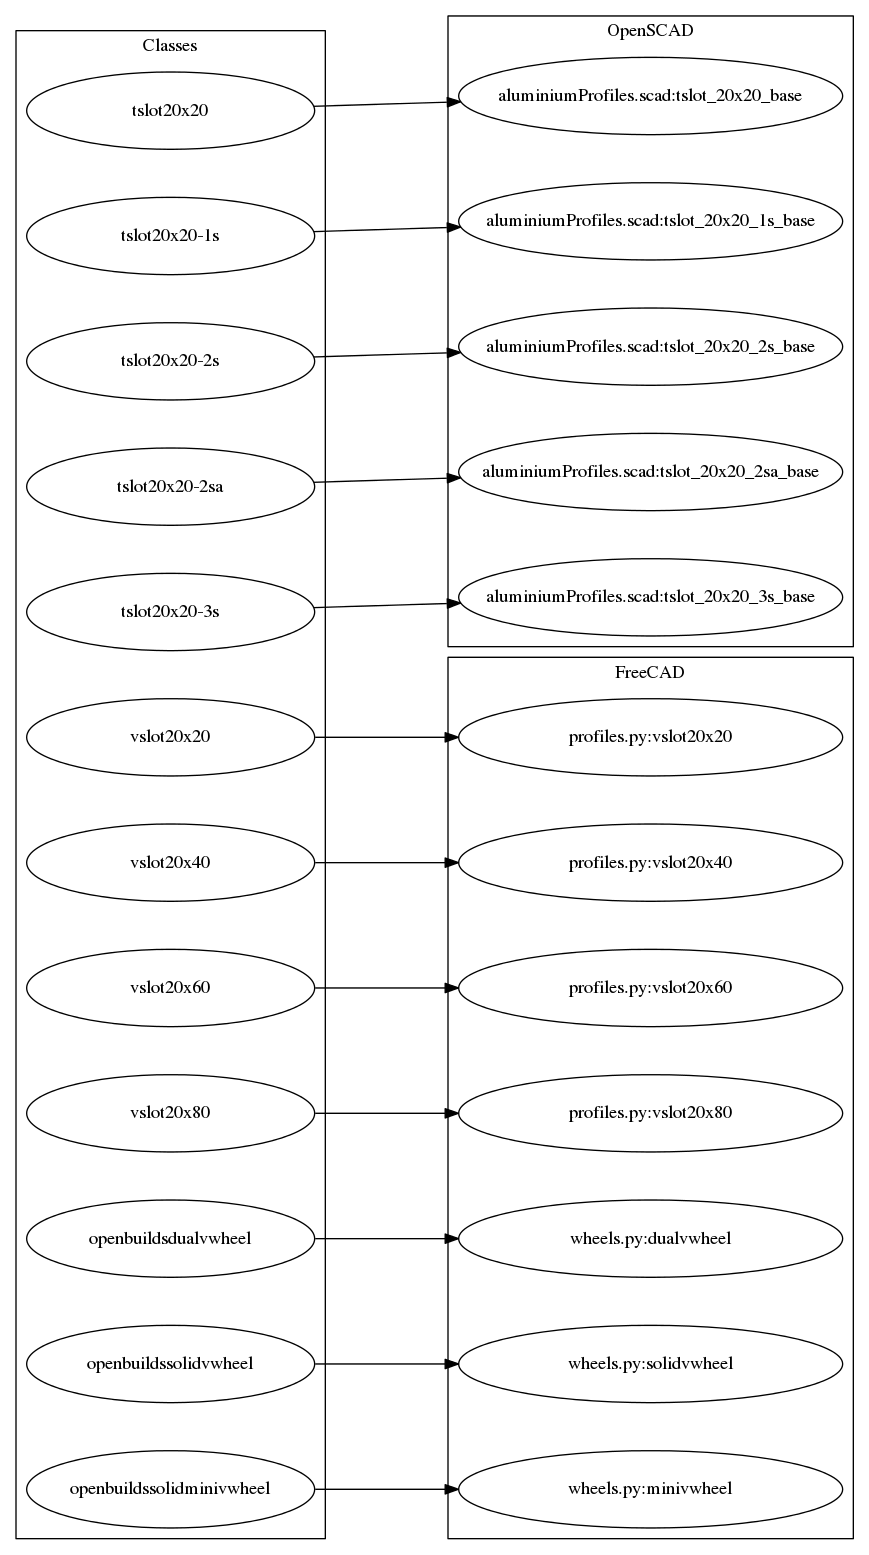 Classes
tslot20x20
tslot20x20-1s
tslot20x20-2s
tslot20x20-2sa
tslot20x20-3s
vslot20x20
vslot20x40
vslot20x60
vslot20x80
openbuildsdualvwheel
openbuildssolidvwheel
openbuildssolidminivwheel
OpenSCAD
aluminiumProfiles.scad:tslot_20x20_base
aluminiumProfiles.scad:tslot_20x20_1s_base
aluminiumProfiles.scad:tslot_20x20_2s_base
aluminiumProfiles.scad:tslot_20x20_2sa_base
aluminiumProfiles.scad:tslot_20x20_3s_base
FreeCAD
profiles.py:vslot20x20
profiles.py:vslot20x40
profiles.py:vslot20x60
profiles.py:vslot20x80
wheels.py:dualvwheel
wheels.py:solidvwheel
wheels.py:minivwheel